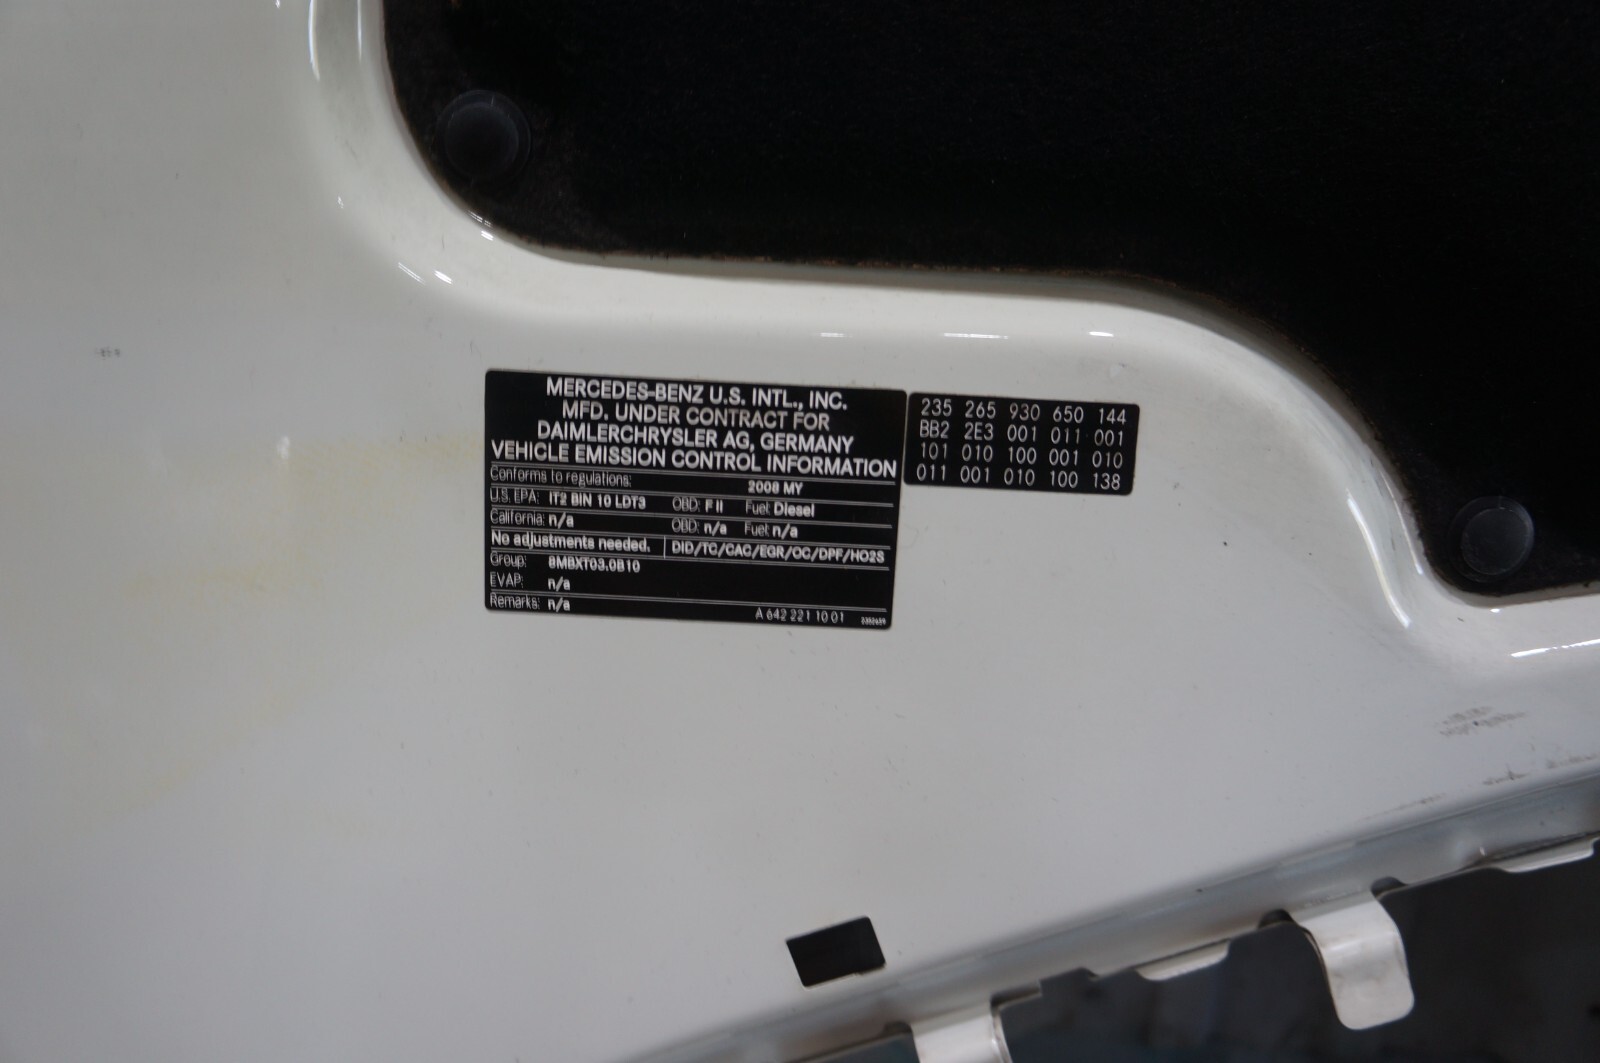 MERCEDES-BENZ U.S. INTL., INC.
MFD. UNDER CONTRACT FOR
DAIMLERCHRYSLER AG, GERMANY
VEHICLE EMISSION CONTROL INFORMATION
Conforms to regulations: 2008 MY
U.S. EPA: IT2 BIN 10 LDT3 OBD: F II Fuel: Diesel
California: n/a OBD: n/a Fuel: n/a
No adjustments needed. DID/TC/CAC/EGR/OC/DPF/HO2S
Group: 8MBXT03.0B10
EVAP: n/a
Remarks: n/a
A 642 221 10 01
235 265 930 650 144
BB2 2E3 001 011 001
101 010 100 001 010
011 001 010 100 138